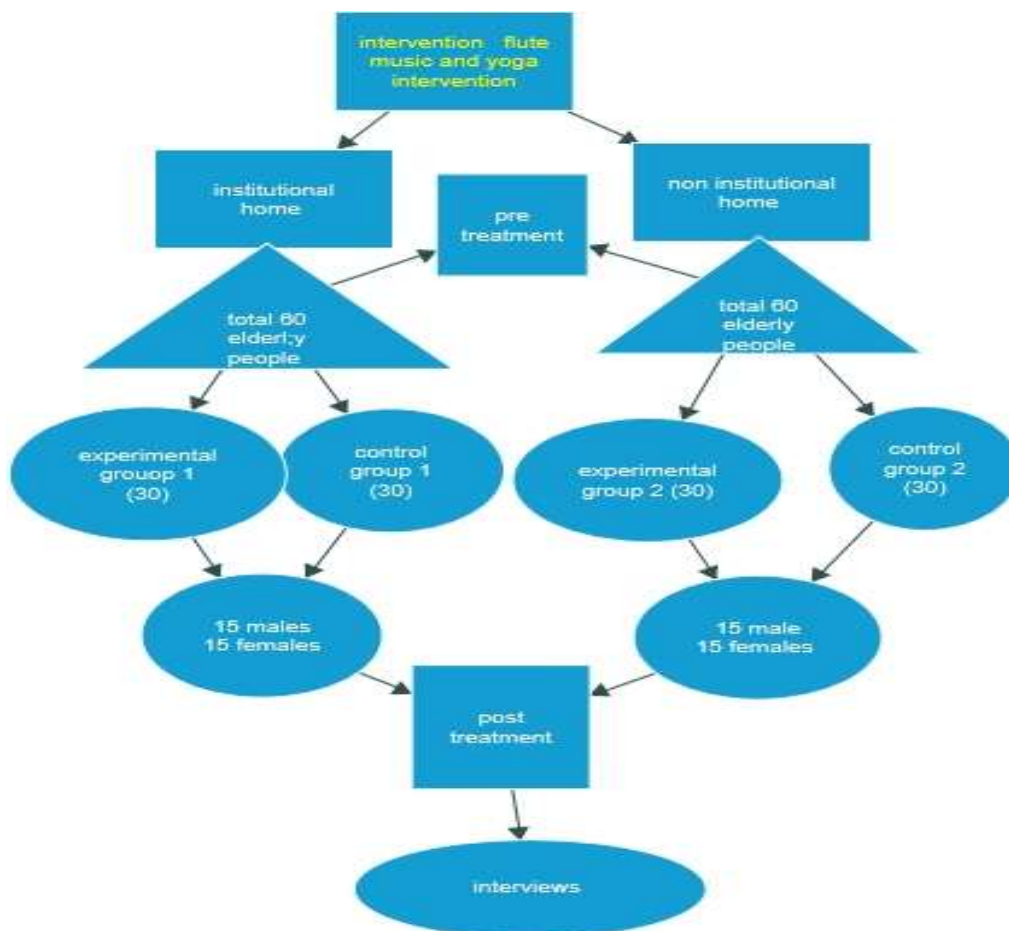 intervention flute
music and yoga
intervention
institutional
home
non institutional
home
pre
treatment
total 60
elderl;y
people
total 60
elderly
people
experimental
gruopp 1
(30)
control
group 1
(30)
experimental
group 2 (30)
control
group 2
(30)
15 males
15 females
15 male
15 females
post
treatment
interviews